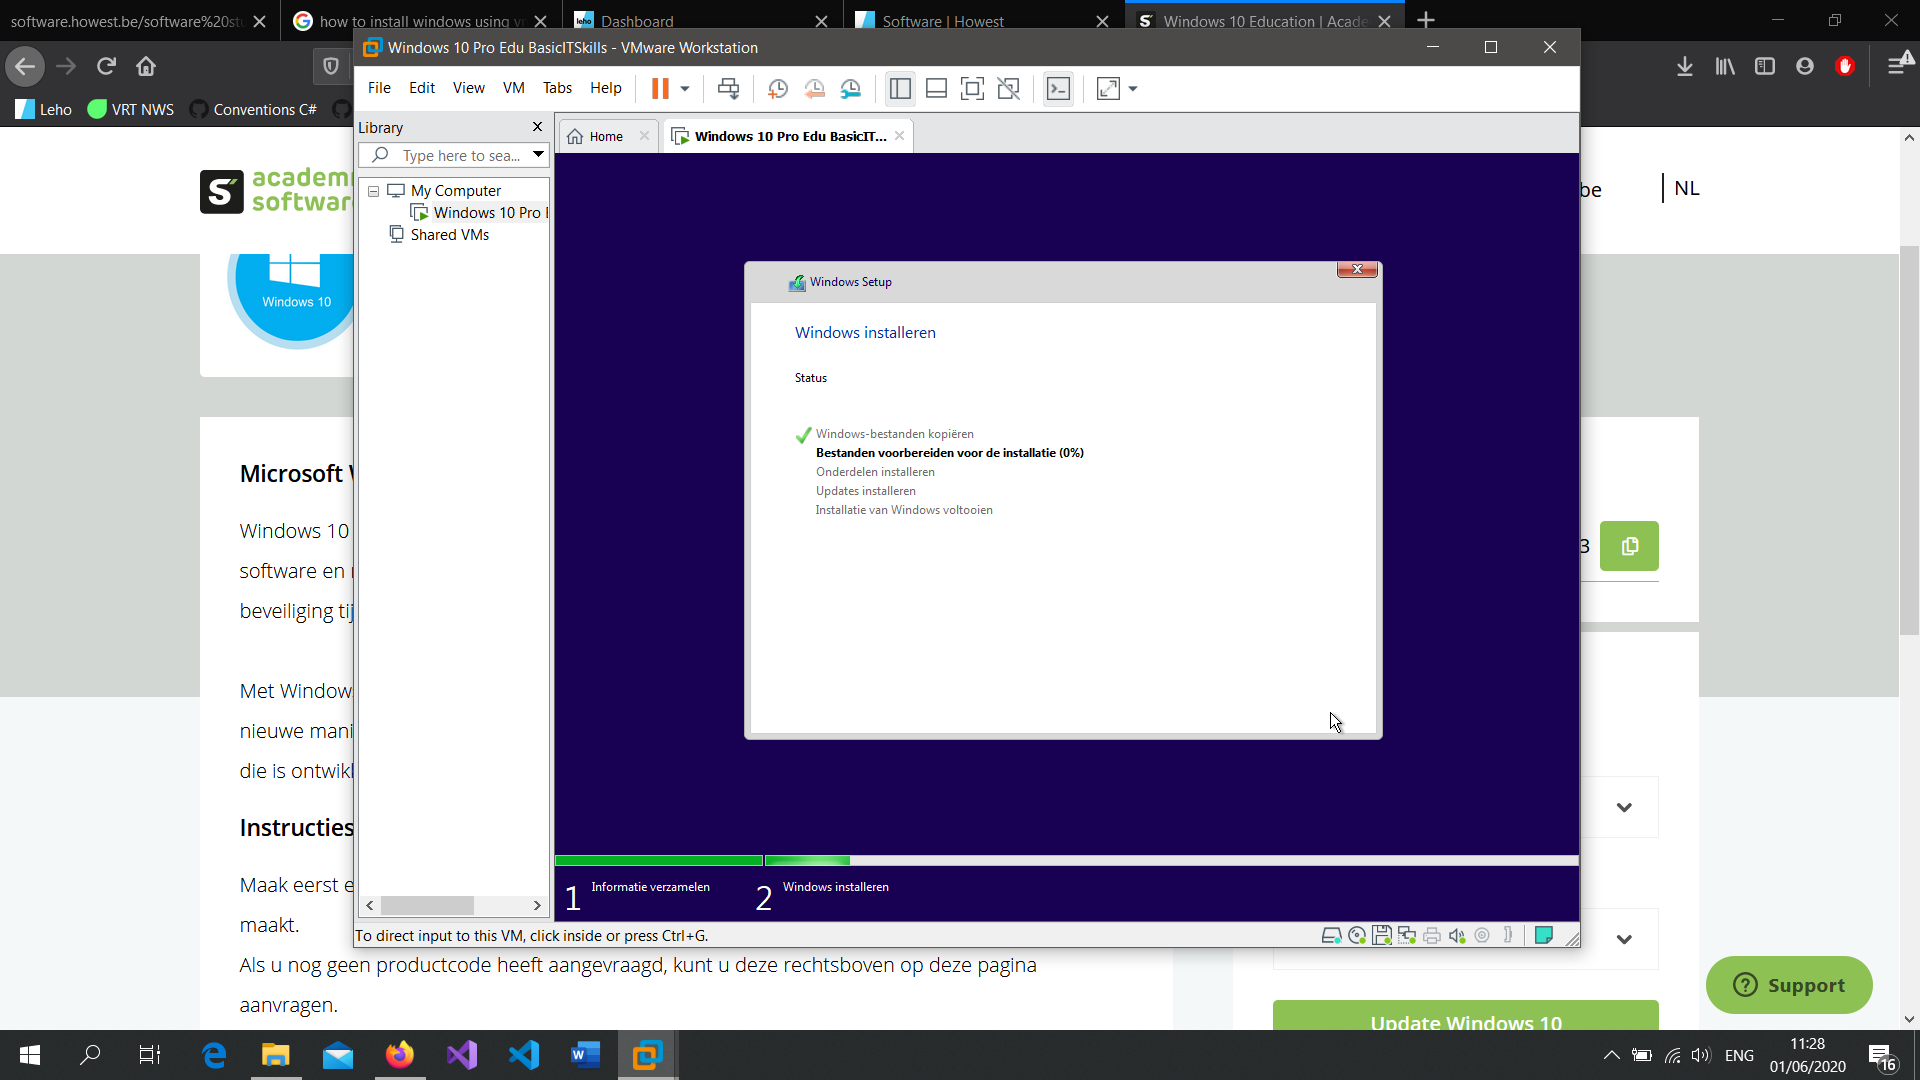 software.howest.be/software%20stu
how to install windows using vm
Dashboard
Software | Howest
Windows 10 Education | Acade
Leho
VRT NWS
Conventions C#
Windows 10 Pro Edu BasicITSkills - VMware Workstation
File Edit View VM Tabs Help
Library
Type here to sea...
My Computer
Windows 10 Pro
Shared VMs
Home
Windows 10 Pro Edu BasicIT...
academi
software
be
NL
Windows 10
Windows Setup
Windows installeren
Status
Windows-bestanden kopiëren
Bestanden voorbereiden voor de installatie (0%)
Onderdelen installeren
Updates installeren
Installatie van Windows voltooien
1 Informatie verzamelen
2 Windows installeren
To direct input to this VM, click inside or press Ctrl+G.
Microsoft
Windows 10
software en
beveiliging tij
3
Met Window
nieuwe mani
die is ontwikk
Instructies
Maak eerst e
maakt.
Als u nog geen productcode heeft aangevraagd, kunt u deze rechtsboven op deze pagina
aanvragen.
Support
Update Windows 10
ENG
11:28
01/06/2020
16